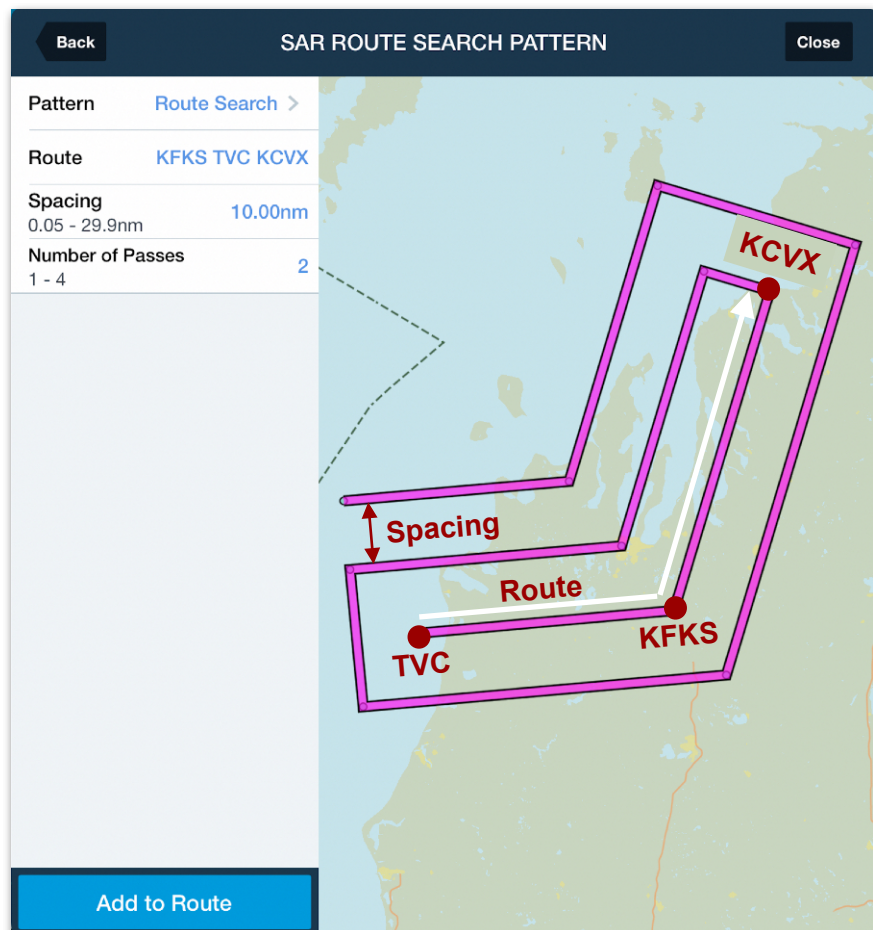 Back
SAR ROUTE SEARCH PATTERN
Close
Pattern
Route Search
Route
KFKS TVC KCVX
Spacing
0.05 - 29.9nm
10.00nm
Number of Passes
1 - 4
2
KCVX
Spacing
Route
TVC
KFKS
Add to Route